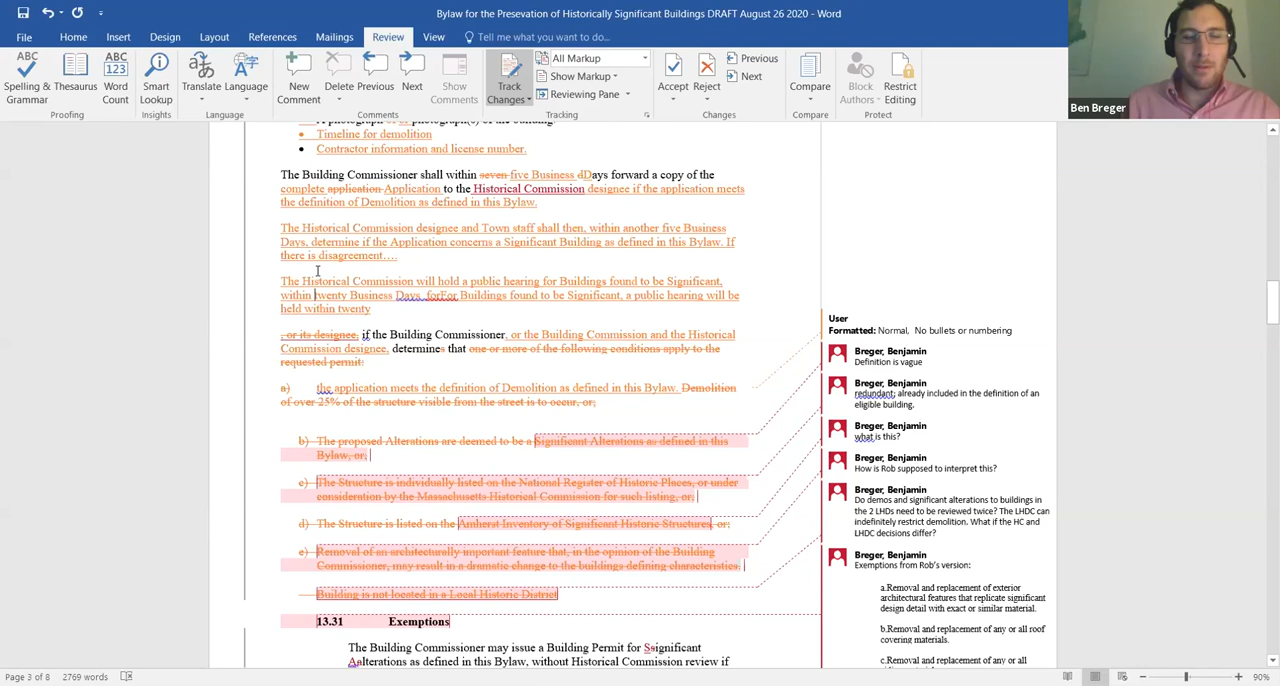 Bylaw for the Presevation of Historically Significant Buildings DRAFT August 26 2020 - Word
File Home Insert Design Layout References Mailings Review View Tell me what you want to do...
ABC ABC 123
Spelling & Grammar Thesaurus Word Count Smart Lookup Translate Language New Comment Delete Previous Next Show Comments Track Changes All Markup Show Markup Reviewing Pane Accept Reject Previous Next Compare Block Authors Restrict Editing
Proofing Insights Language Comments Tracking Changes Compare Protect
Ben Breger
photograph(s) of the building.
• Timeline for demolition
• Contractor information and license number.
The Building Commissioner shall within seven five Business dDays forward a copy of the
complete application Application to the Historical Commission designee if the application meets
the definition of Demolition as defined in this Bylaw.
The Historical Commission designee and Town staff shall then, within another five Business
Days, determine if the Application concerns a Significant Building as defined in this Bylaw. If
there is disagreement….
The Historical Commission will hold a public hearing for Buildings found to be Significant,
within twenty Business Days, forFor Buildings found to be Significant, a public hearing will be
held within twenty
, or its designee, if the Building Commissioner, or the Building Commission and the Historical
Commission designee, determines that one or more of the following conditions apply to the
requested permit:
a) the application meets the definition of Demolition as defined in this Bylaw. Demolition
of over 25% of the structure visible from the street is to occur, or;
b) The proposed Alterations are deemed to be a Significant Alterations as defined in this
Bylaw, or,
c) The Structure is individually listed on the National Register of Historic Places, or under
consideration by the Massachusetts Historical Commission for such listing, or,
d) The Structure is listed on the Amherst Inventory of Significant Historic Structures, or;
e) Removal of an architecturally important feature that, in the opinion of the Building
Commissioner, may result in a dramatic change to the buildings defining characteristics.
Building is not located in a Local Historic District
13.31 Exemptions
The Building Commissioner may issue a Building Permit for Ssignificant
Aalterations as defined in this Bylaw, without Historical Commission review if
User
Formatted: Normal, No bullets or numbering
Breger, Benjamin
Definition is vague
Breger, Benjamin
redundant; already included in the definition of an
eligible building.
Breger, Benjamin
what is this?
Breger, Benjamin
How is Rob supposed to interpret this?
Breger, Benjamin
Do demos and significant alterations to buildings in
the 2 LHDs need to be reviewed twice? The LHDC can
indefinitely restrict demolition. What if the HC and
LHDC decisions differ?
Breger, Benjamin
Exemptions from Rob's version:
a.Removal and replacement of exterior
architectural features that replicate significant
design detail with exact or similar material.
b.Removal and replacement of any or all roof
covering materials.
c.Removal and replacement of any or all
Page 3 of 8 2769 words 90%